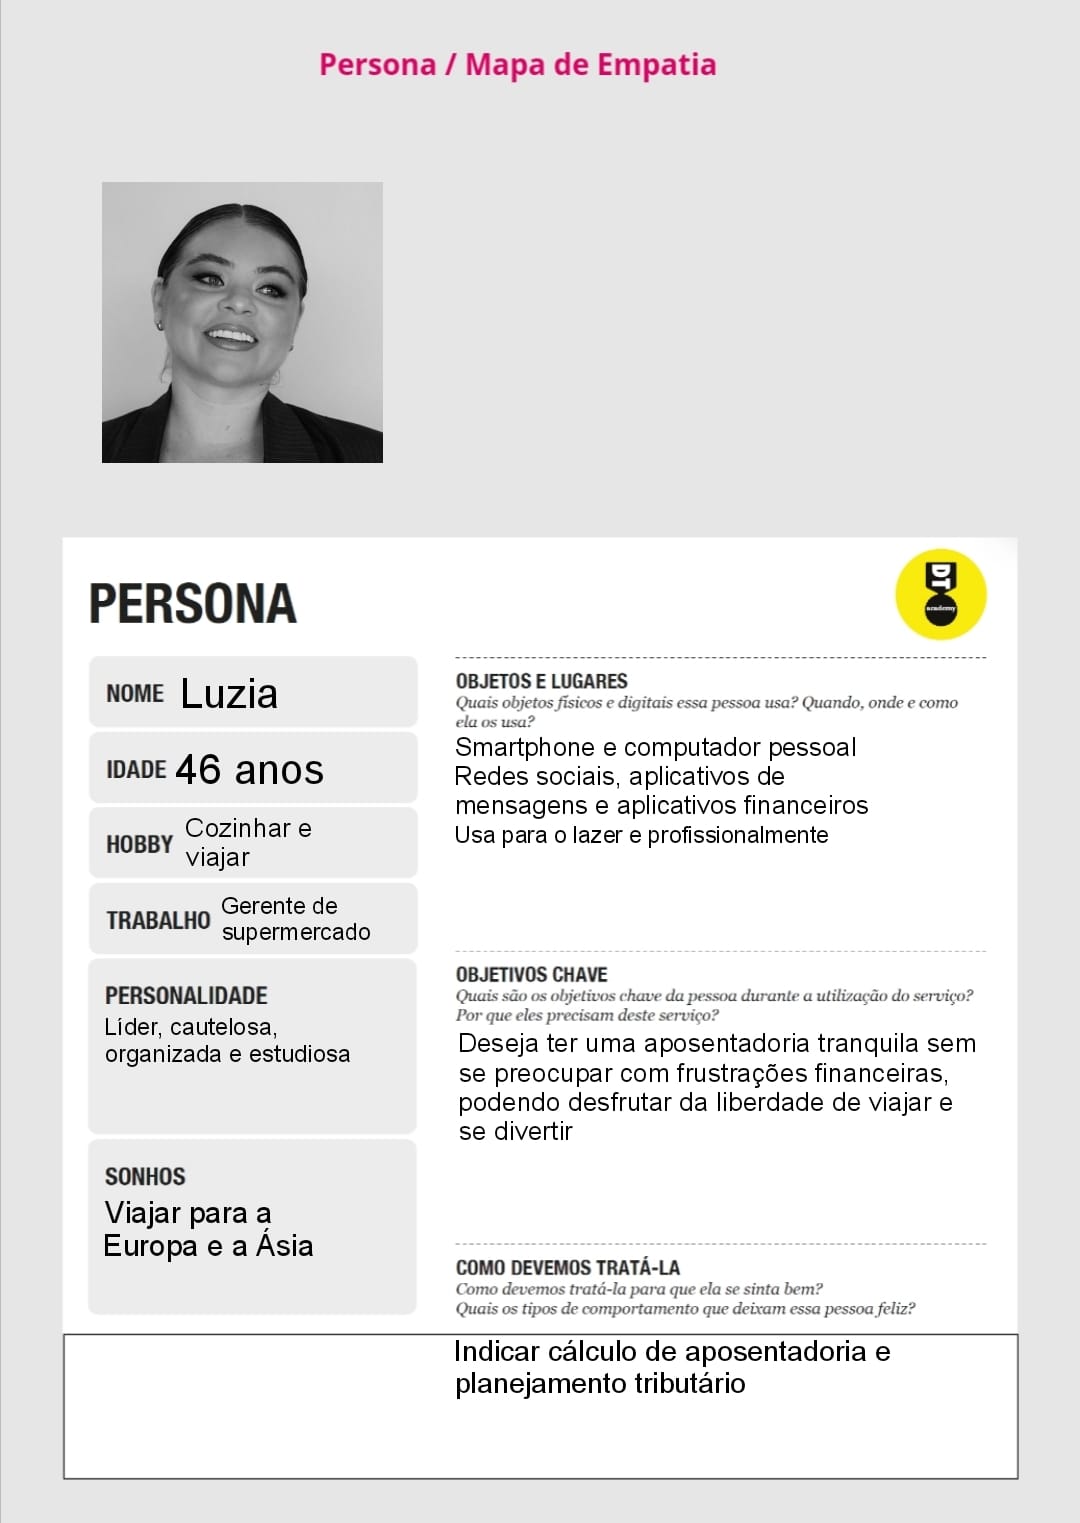 Persona / Mapa de Empatia
PERSONA
DT
academy
NOME Luzia
IDADE 46 anos
HOBBY Cozinhar e
viajar
TRABALHO Gerente de
supermercado
PERSONALIDADE
Líder, cautelosa,
organizada e estudiosa
SONHOS
Viajar para a
Europa e a Ásia
OBJETOS E LUGARES
Quais objetos físicos e digitais essa pessoa usa? Quando, onde e como
ela os usa?
Smartphone e computador pessoal
Redes sociais, aplicativos de
mensagens e aplicativos financeiros
Usa para o lazer e profissionalmente
OBJETIVOS CHAVE
Quais são os objetivos chave da pessoa durante a utilização do serviço?
Por que eles precisam deste serviço?
Deseja ter uma aposentadoria tranquila sem
se preocupar com frustrações financeiras,
podendo desfrutar da liberdade de viajar e
se divertir
COMO DEVEMOS TRATÁ-LA
Como devemos tratá-la para que ela se sinta bem?
Quais os tipos de comportamento que deixam essa pessoa feliz?
Indicar cálculo de aposentadoria e
planejamento tributário